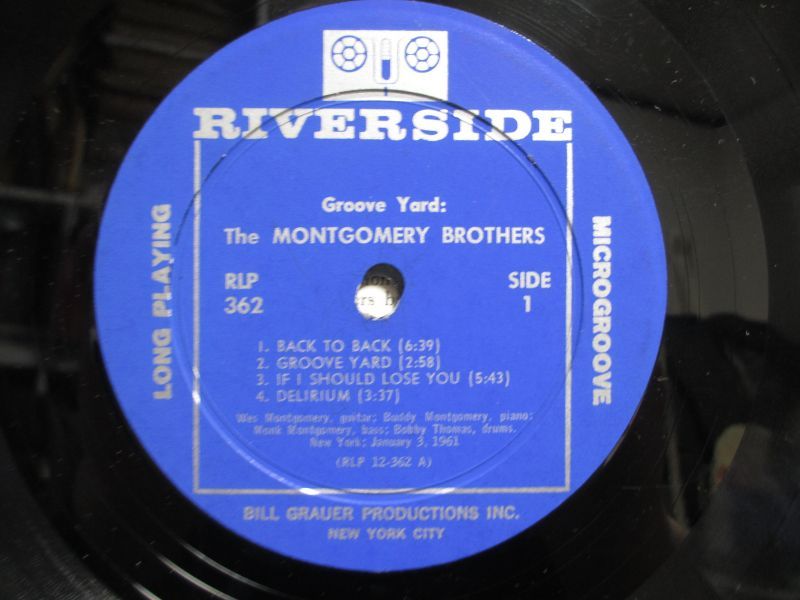 RIVERSIDE
Groove Yard:
The MONTGOMERY BROTHERS
RLP
362
SIDE
1
LONG PLAYING
MICROGROOVE
1. BACK TO BACK (6:39)
2. GROOVE YARD (2:58)
3. IF I SHOULD LOSE YOU (5:43)
4. DELIRIUM (3:37)
Wes Montgomery, guitar; Buddy Montgomery, piano;
Monk Montgomery, bass; Bobby Thomas, drums.
New York; January 3, 1961
(RLP 12-362 A)
BILL GRAUER PRODUCTIONS INC.
NEW YORK CITY